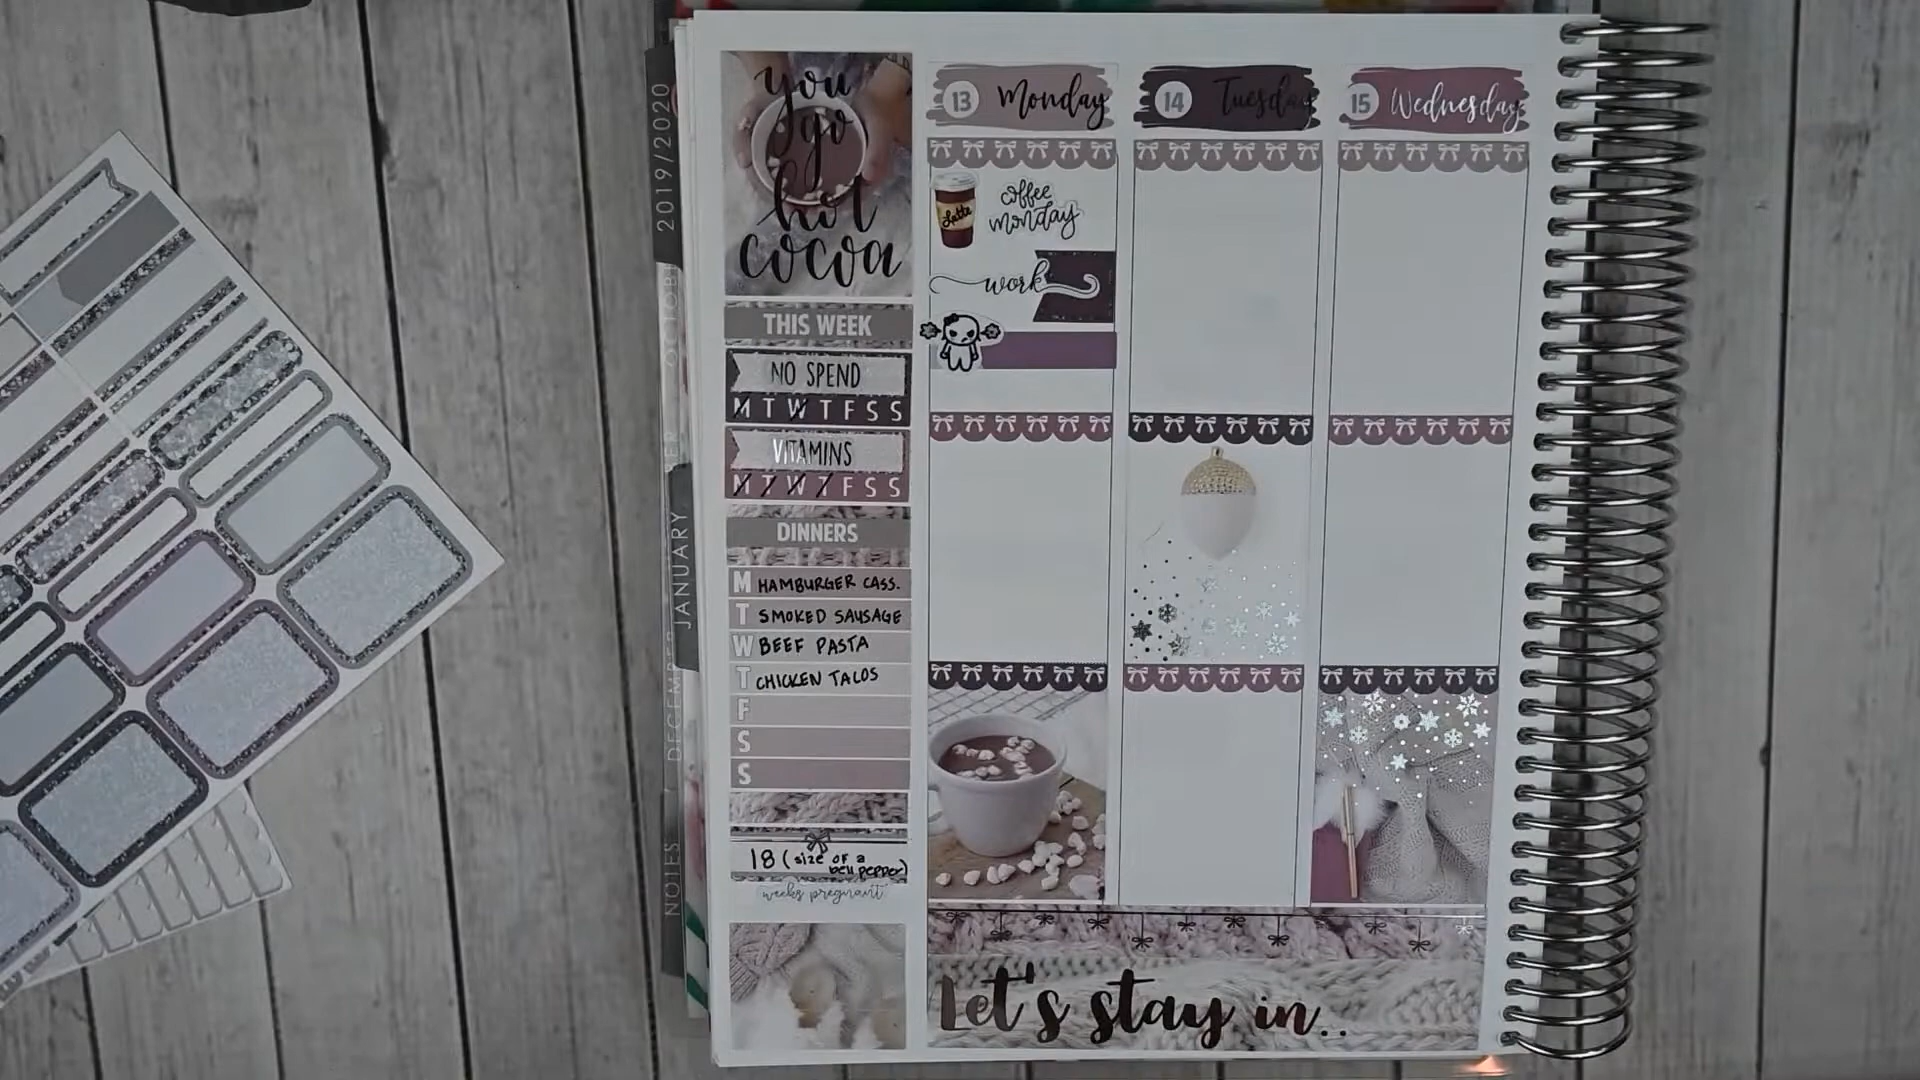 you
go
hot
cocoa
THIS WEEK
NO SPEND
M T W T F S S
VITAMINS
M T W T F S S
DINNERS
M HAMBURGER CASS.
T SMOKED SAUSAGE
W BEEF PASTA
T CHICKEN TACOS
F
S
S
18 (size of a
bell pepper)
weeks pregnant
13 Monday
Latte
coffee
monday
work
14 Tuesday
15 Wednesday
Let's stay in..
2019/2020
JANUARY
DECEMBER
NOTES